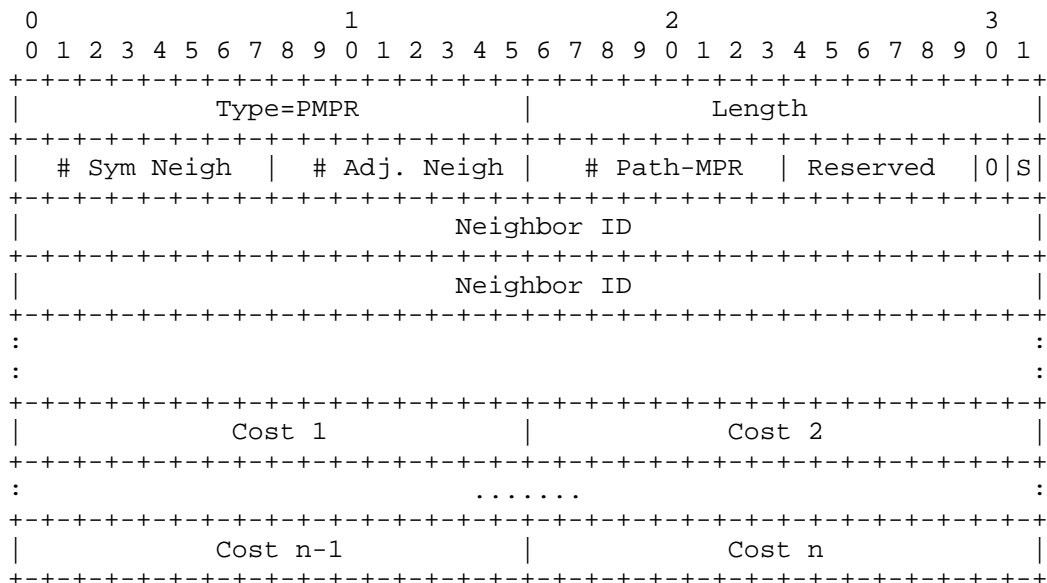 0                   1                   2                   3
 0 1 2 3 4 5 6 7 8 9 0 1 2 3 4 5 6 7 8 9 0 1 2 3 4 5 6 7 8 9 0 1
+-+-+-+-+-+-+-+-+-+-+-+-+-+-+-+-+-+-+-+-+-+-+-+-+-+-+-+-+-+-+-+-+
|            Type=PMPR          |           Length              |
+-+-+-+-+-+-+-+-+-+-+-+-+-+-+-+-+-+-+-+-+-+-+-+-+-+-+-+-+-+-+-+-+
|  # Sym Neigh  |  # Adj. Neigh |   # Path-MPR  | Reserved  |0|S|
+-+-+-+-+-+-+-+-+-+-+-+-+-+-+-+-+-+-+-+-+-+-+-+-+-+-+-+-+-+-+-+-+
|                           Neighbor ID                         |
+-+-+-+-+-+-+-+-+-+-+-+-+-+-+-+-+-+-+-+-+-+-+-+-+-+-+-+-+-+-+-+-+
|                           Neighbor ID                         |
+-+-+-+-+-+-+-+-+-+-+-+-+-+-+-+-+-+-+-+-+-+-+-+-+-+-+-+-+-+-+-+-+
:                                                               :
:                                                               :
+-+-+-+-+-+-+-+-+-+-+-+-+-+-+-+-+-+-+-+-+-+-+-+-+-+-+-+-+-+-+-+-+
|             Cost 1            |            Cost 2             |
+-+-+-+-+-+-+-+-+-+-+-+-+-+-+-+-+-+-+-+-+-+-+-+-+-+-+-+-+-+-+-+-+
:                            .......                            :
+-+-+-+-+-+-+-+-+-+-+-+-+-+-+-+-+-+-+-+-+-+-+-+-+-+-+-+-+-+-+-+-+
|            Cost n-1           |            Cost n             |
+-+-+-+-+-+-+-+-+-+-+-+-+-+-+-+-+-+-+-+-+-+-+-+-+-+-+-+-+-+-+-+-+